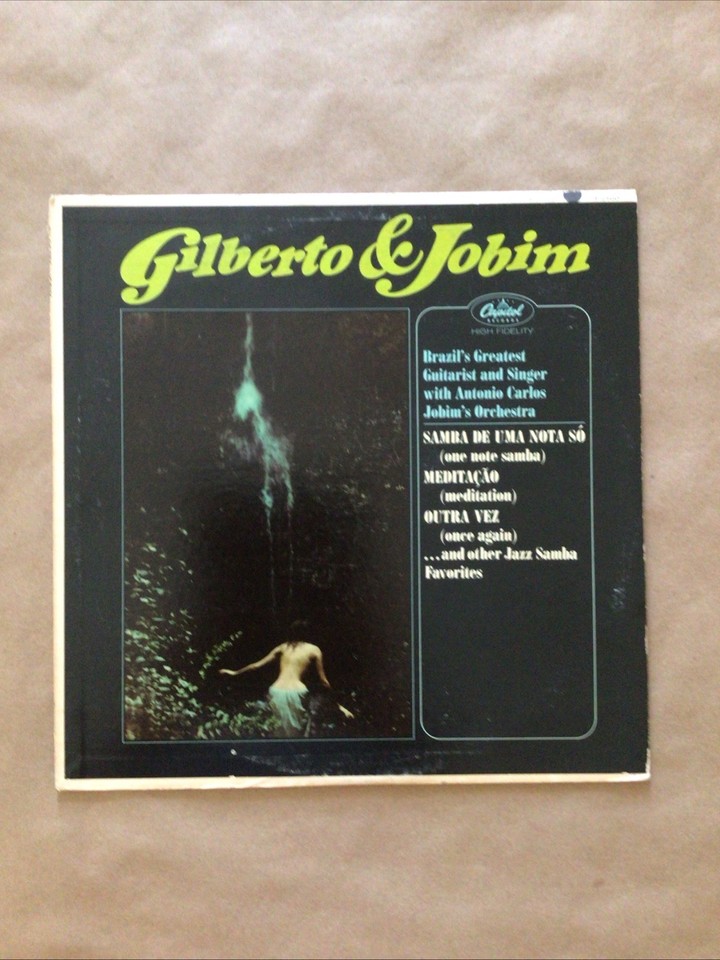 Gilberto & Jobim
Capitol
RECORDS
HIGH FIDELITY
Brazil's Greatest
Guitarist and Singer
with Antonio Carlos
Jobim's Orchestra
SAMBA DE UMA NOTA SÓ
(one note samba)
MEDITAÇÃO
(meditation)
OUTRA VEZ
(once again)
...and other Jazz Samba
Favorites